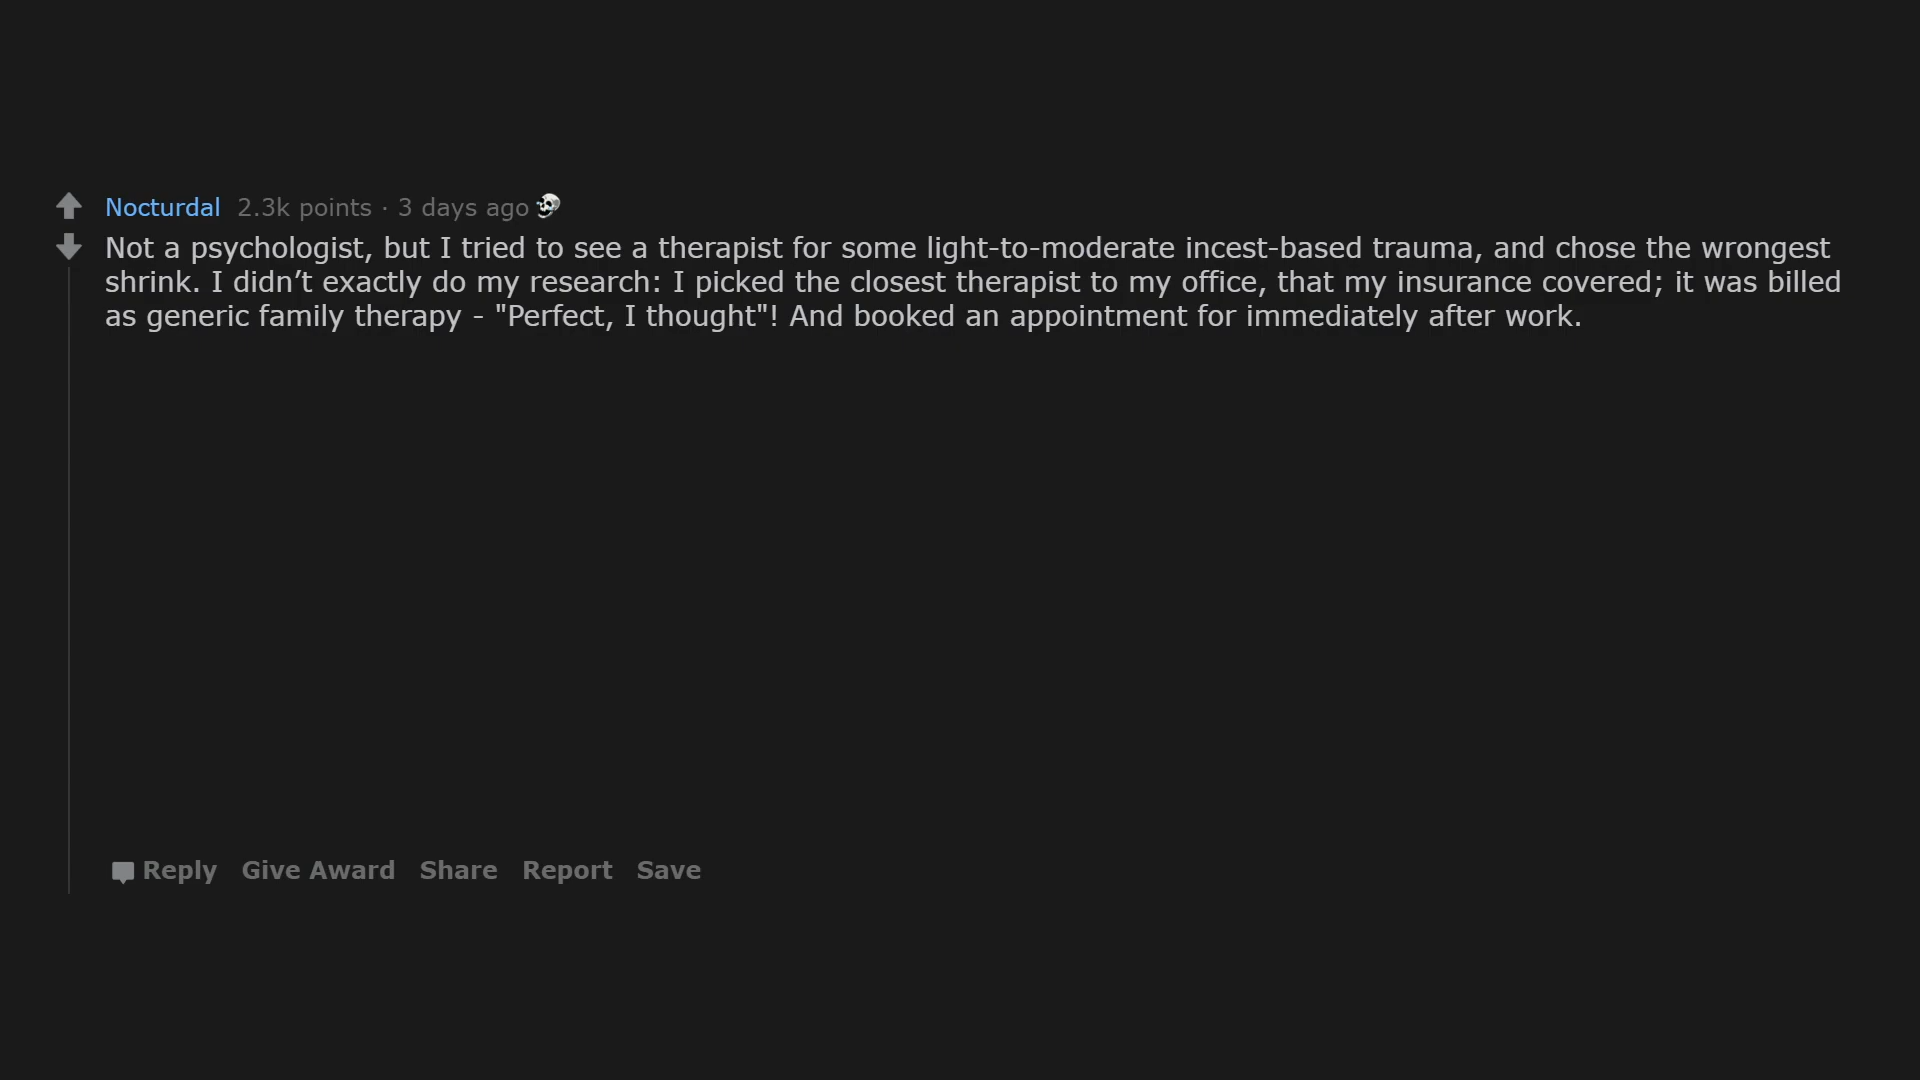 Nocturdal 2.3k points · 3 days ago
Not a psychologist, but I tried to see a therapist for some light-to-moderate incest-based trauma, and chose the wrongest
shrink. I didn’t exactly do my research: I picked the closest therapist to my office, that my insurance covered; it was billed
as generic family therapy - "Perfect, I thought"! And booked an appointment for immediately after work.
Reply Give Award Share Report Save